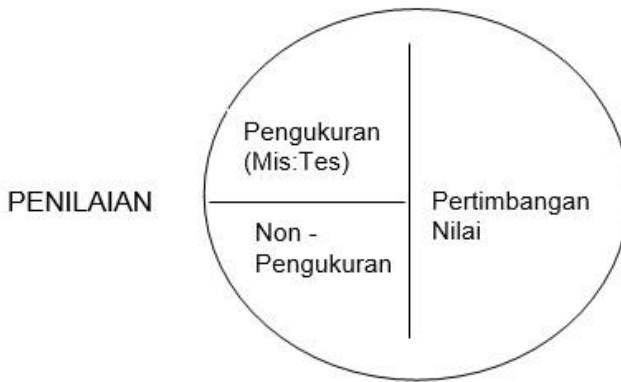 PENILAIAN
Pengukuran
(Mis:Tes)
Non -
Pengukuran
Pertimbangan
Nilai